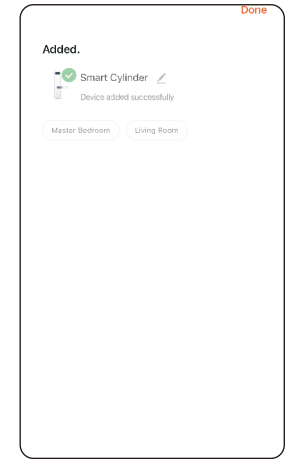 Done
Added.
Smart Cylinder
Device added successfully
Master Bedroom
Living Room